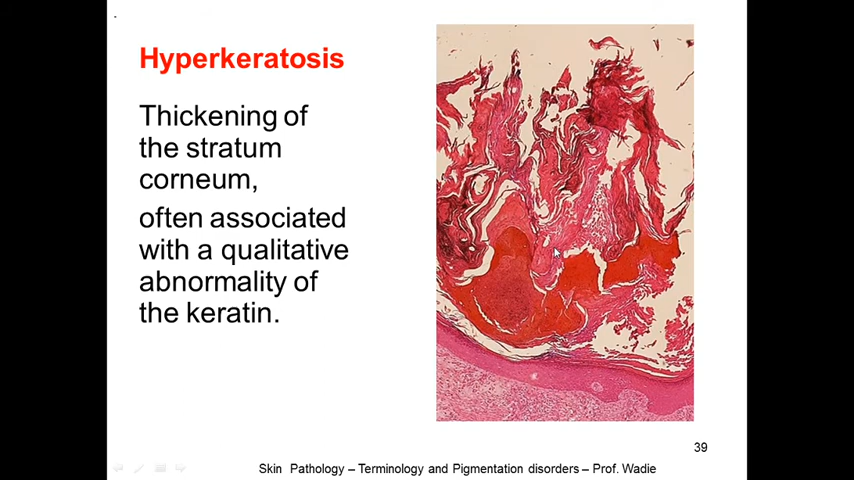 Hyperkeratosis
Thickening of
the stratum
corneum,
often associated
with a qualitative
abnormality of
the keratin.
39
Skin Pathology – Terminology and Pigmentation disorders – Prof. Wadie